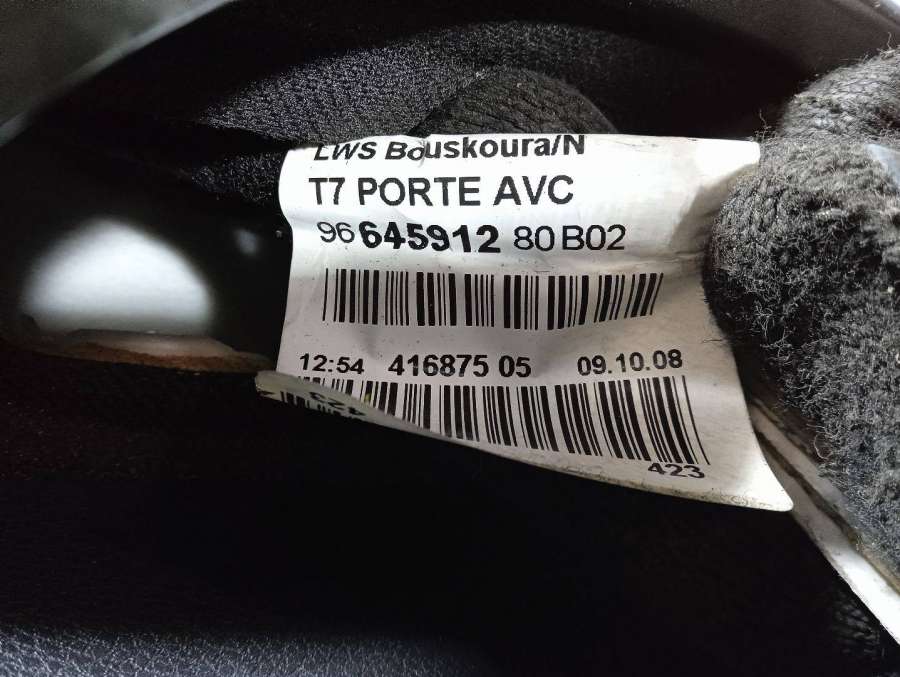 LWS Bouskoura/N
T7 PORTE AVC
96 645912 80 B02
12:54 416875 05 09.10.08
423